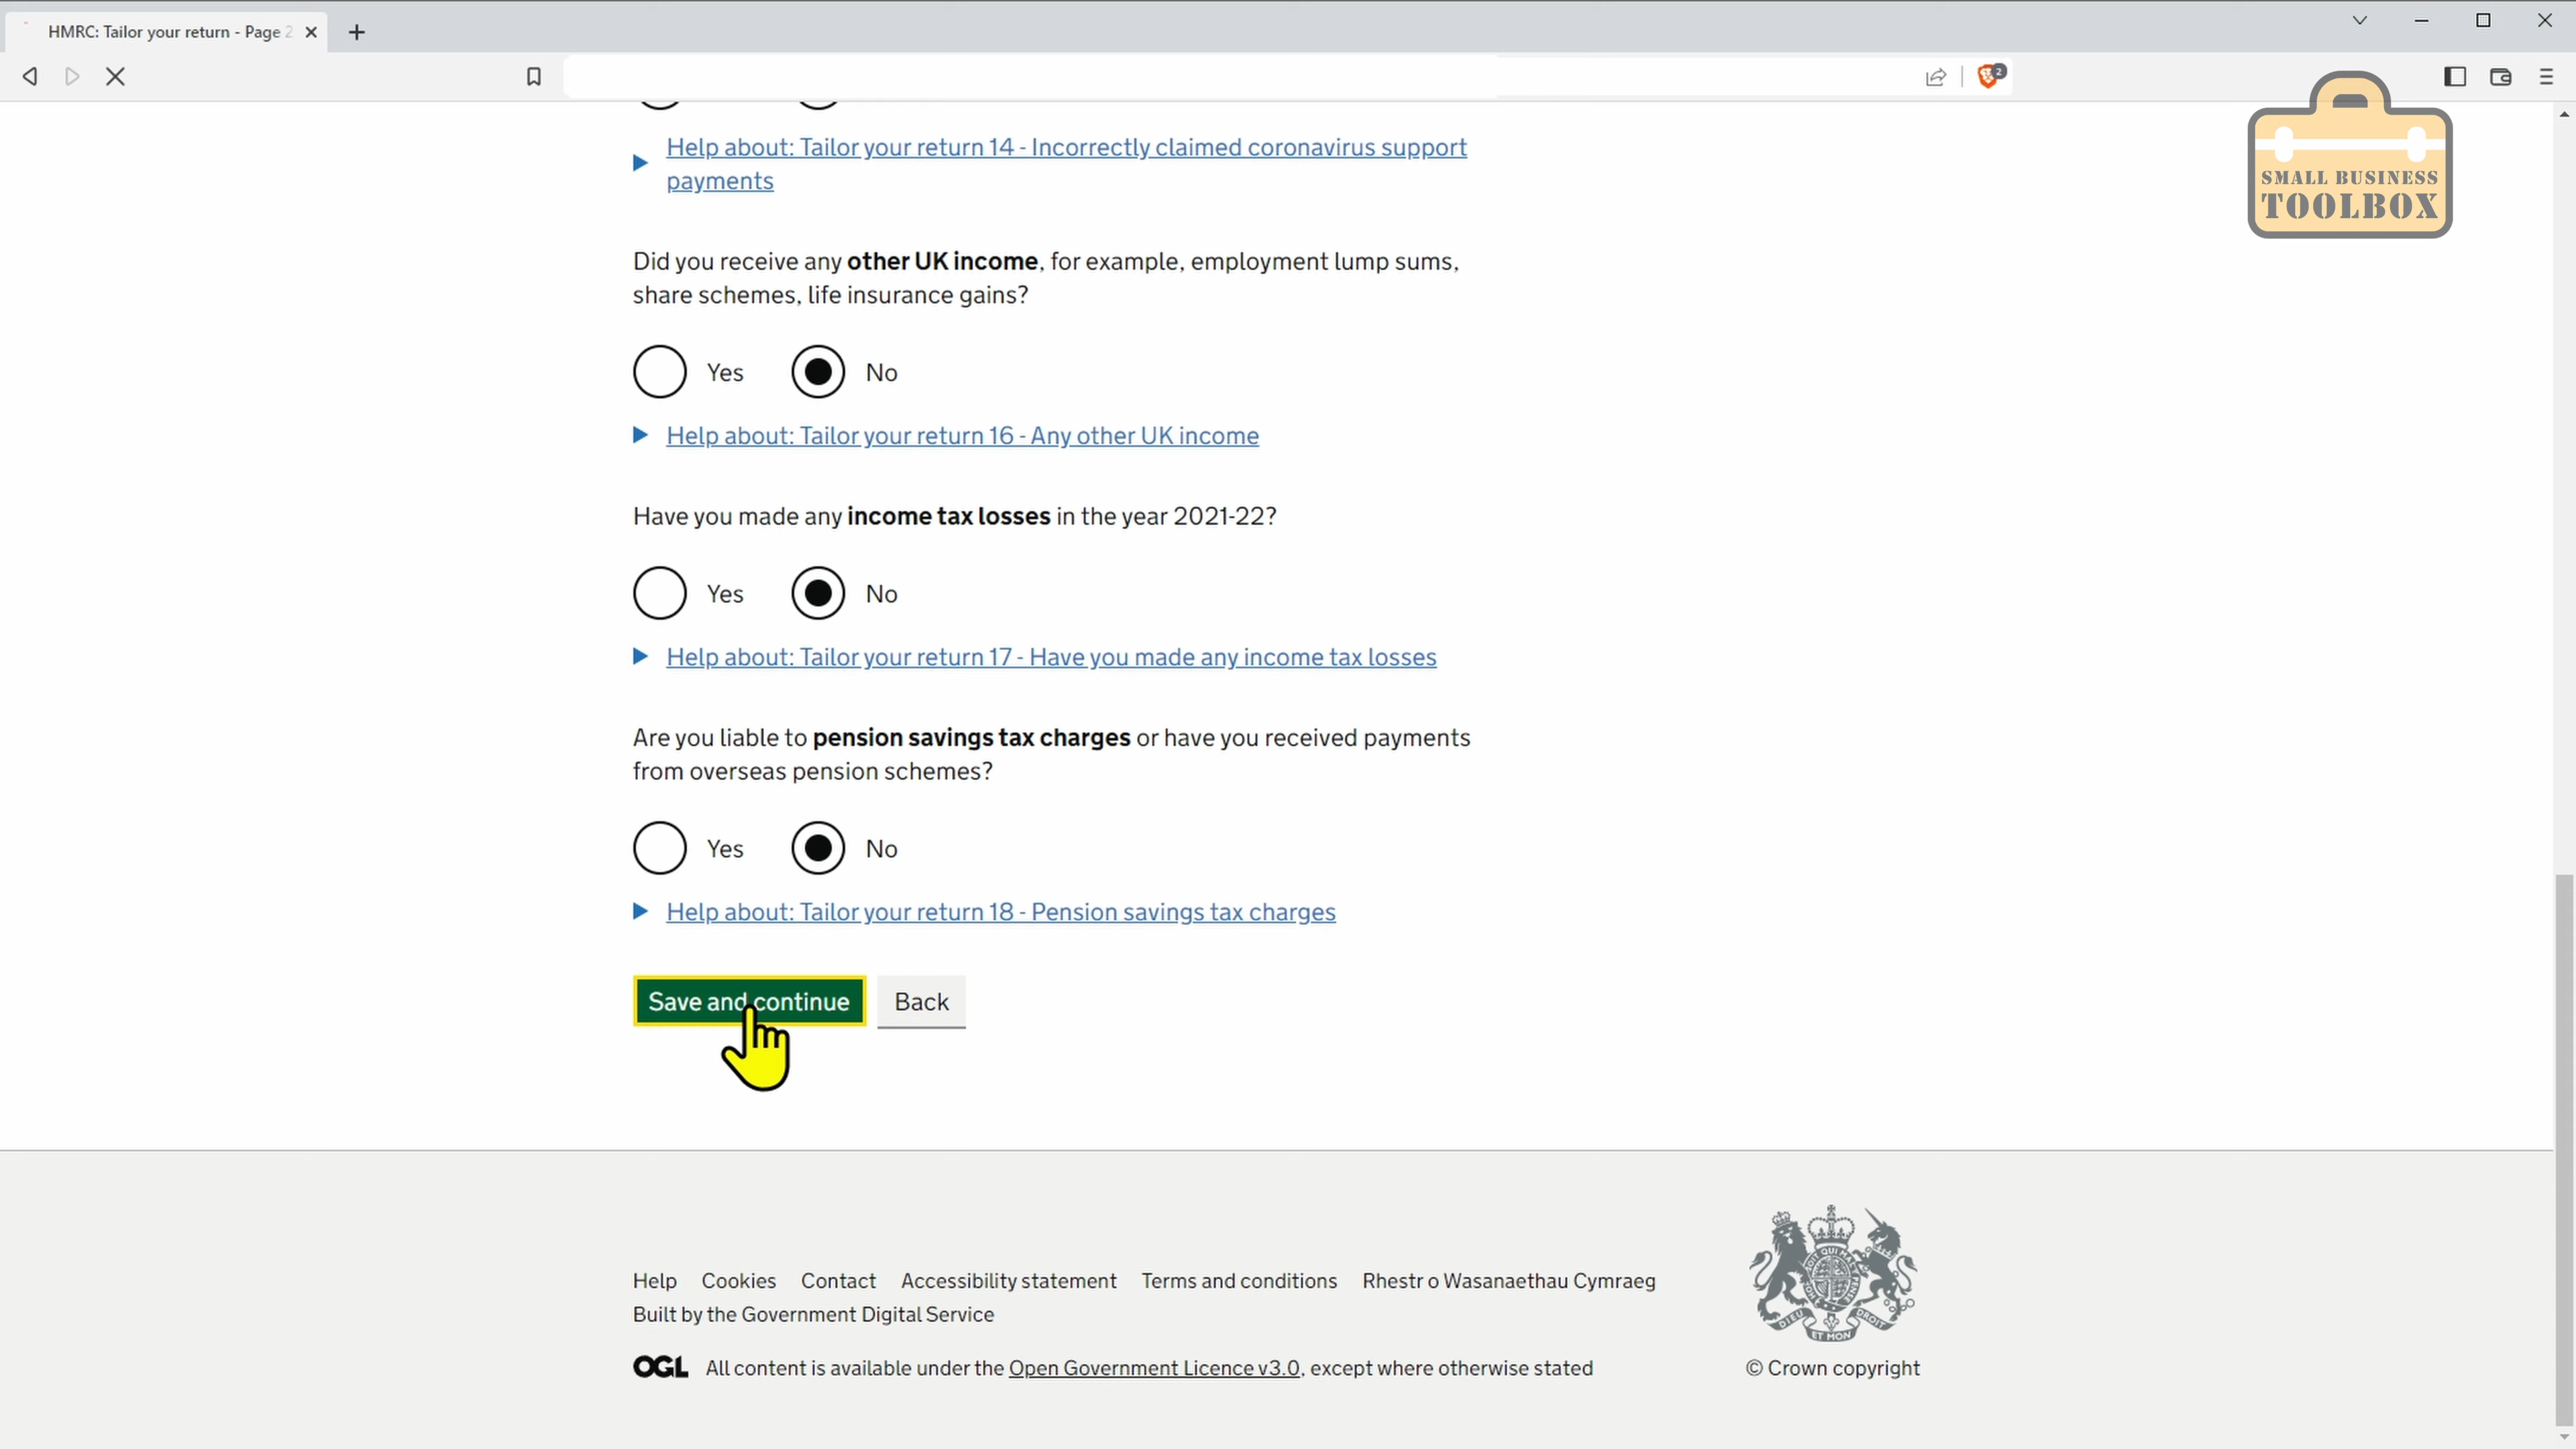 HMRC: Tailor your return - Page 2
2
SMALL BUSINESS
TOOLBOX
Help about: Tailor your return 14 - Incorrectly claimed coronavirus support
payments
Did you receive any other UK income, for example, employment lump sums,
share schemes, life insurance gains?
Yes No
Help about: Tailor your return 16 - Any other UK income
Have you made any income tax losses in the year 2021-22?
Yes No
Help about: Tailor your return 17 - Have you made any income tax losses
Are you liable to pension savings tax charges or have you received payments
from overseas pension schemes?
Yes No
Help about: Tailor your return 18 - Pension savings tax charges
Save and continue Back
Help Cookies Contact Accessibility statement Terms and conditions Rhestr o Wasanaethau Cymraeg
Built by the Government Digital Service
DIEU ET MON DROIT
OGL All content is available under the Open Government Licence v3.0, except where otherwise stated
© Crown copyright